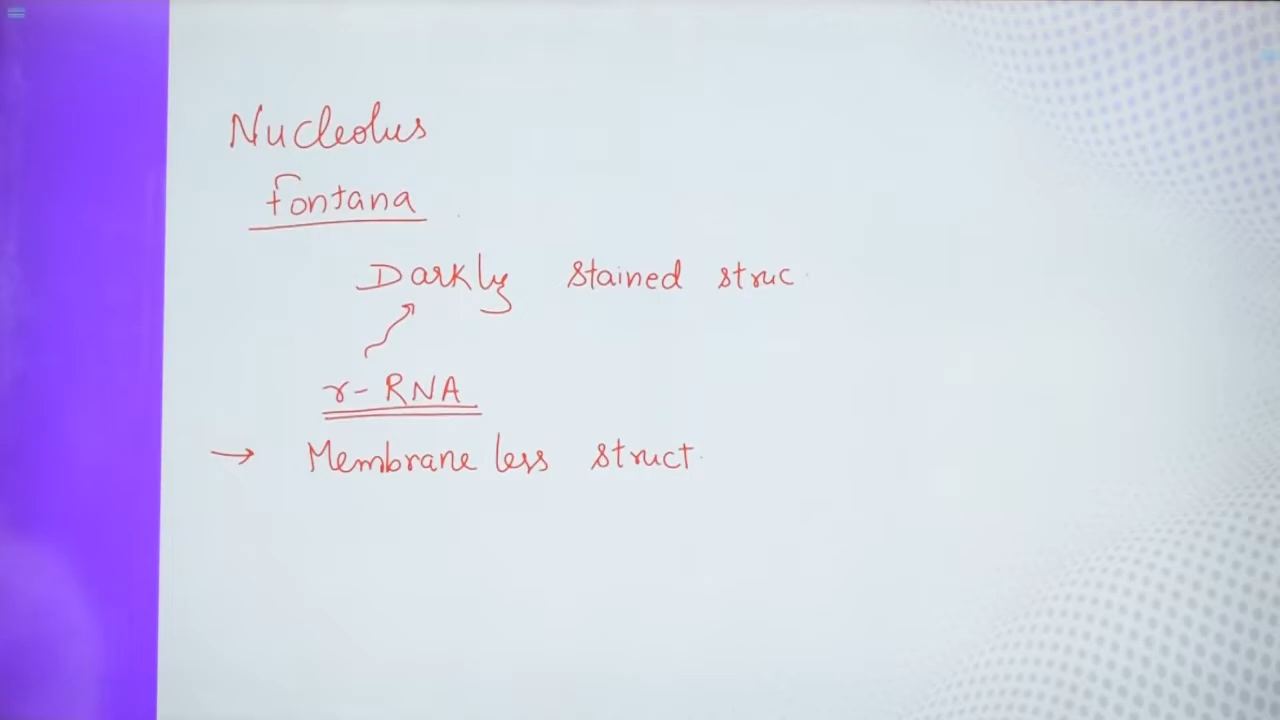 Nucleolus
Fontana
Darkly stained struc
r-RNA
→ Membrane less struct.